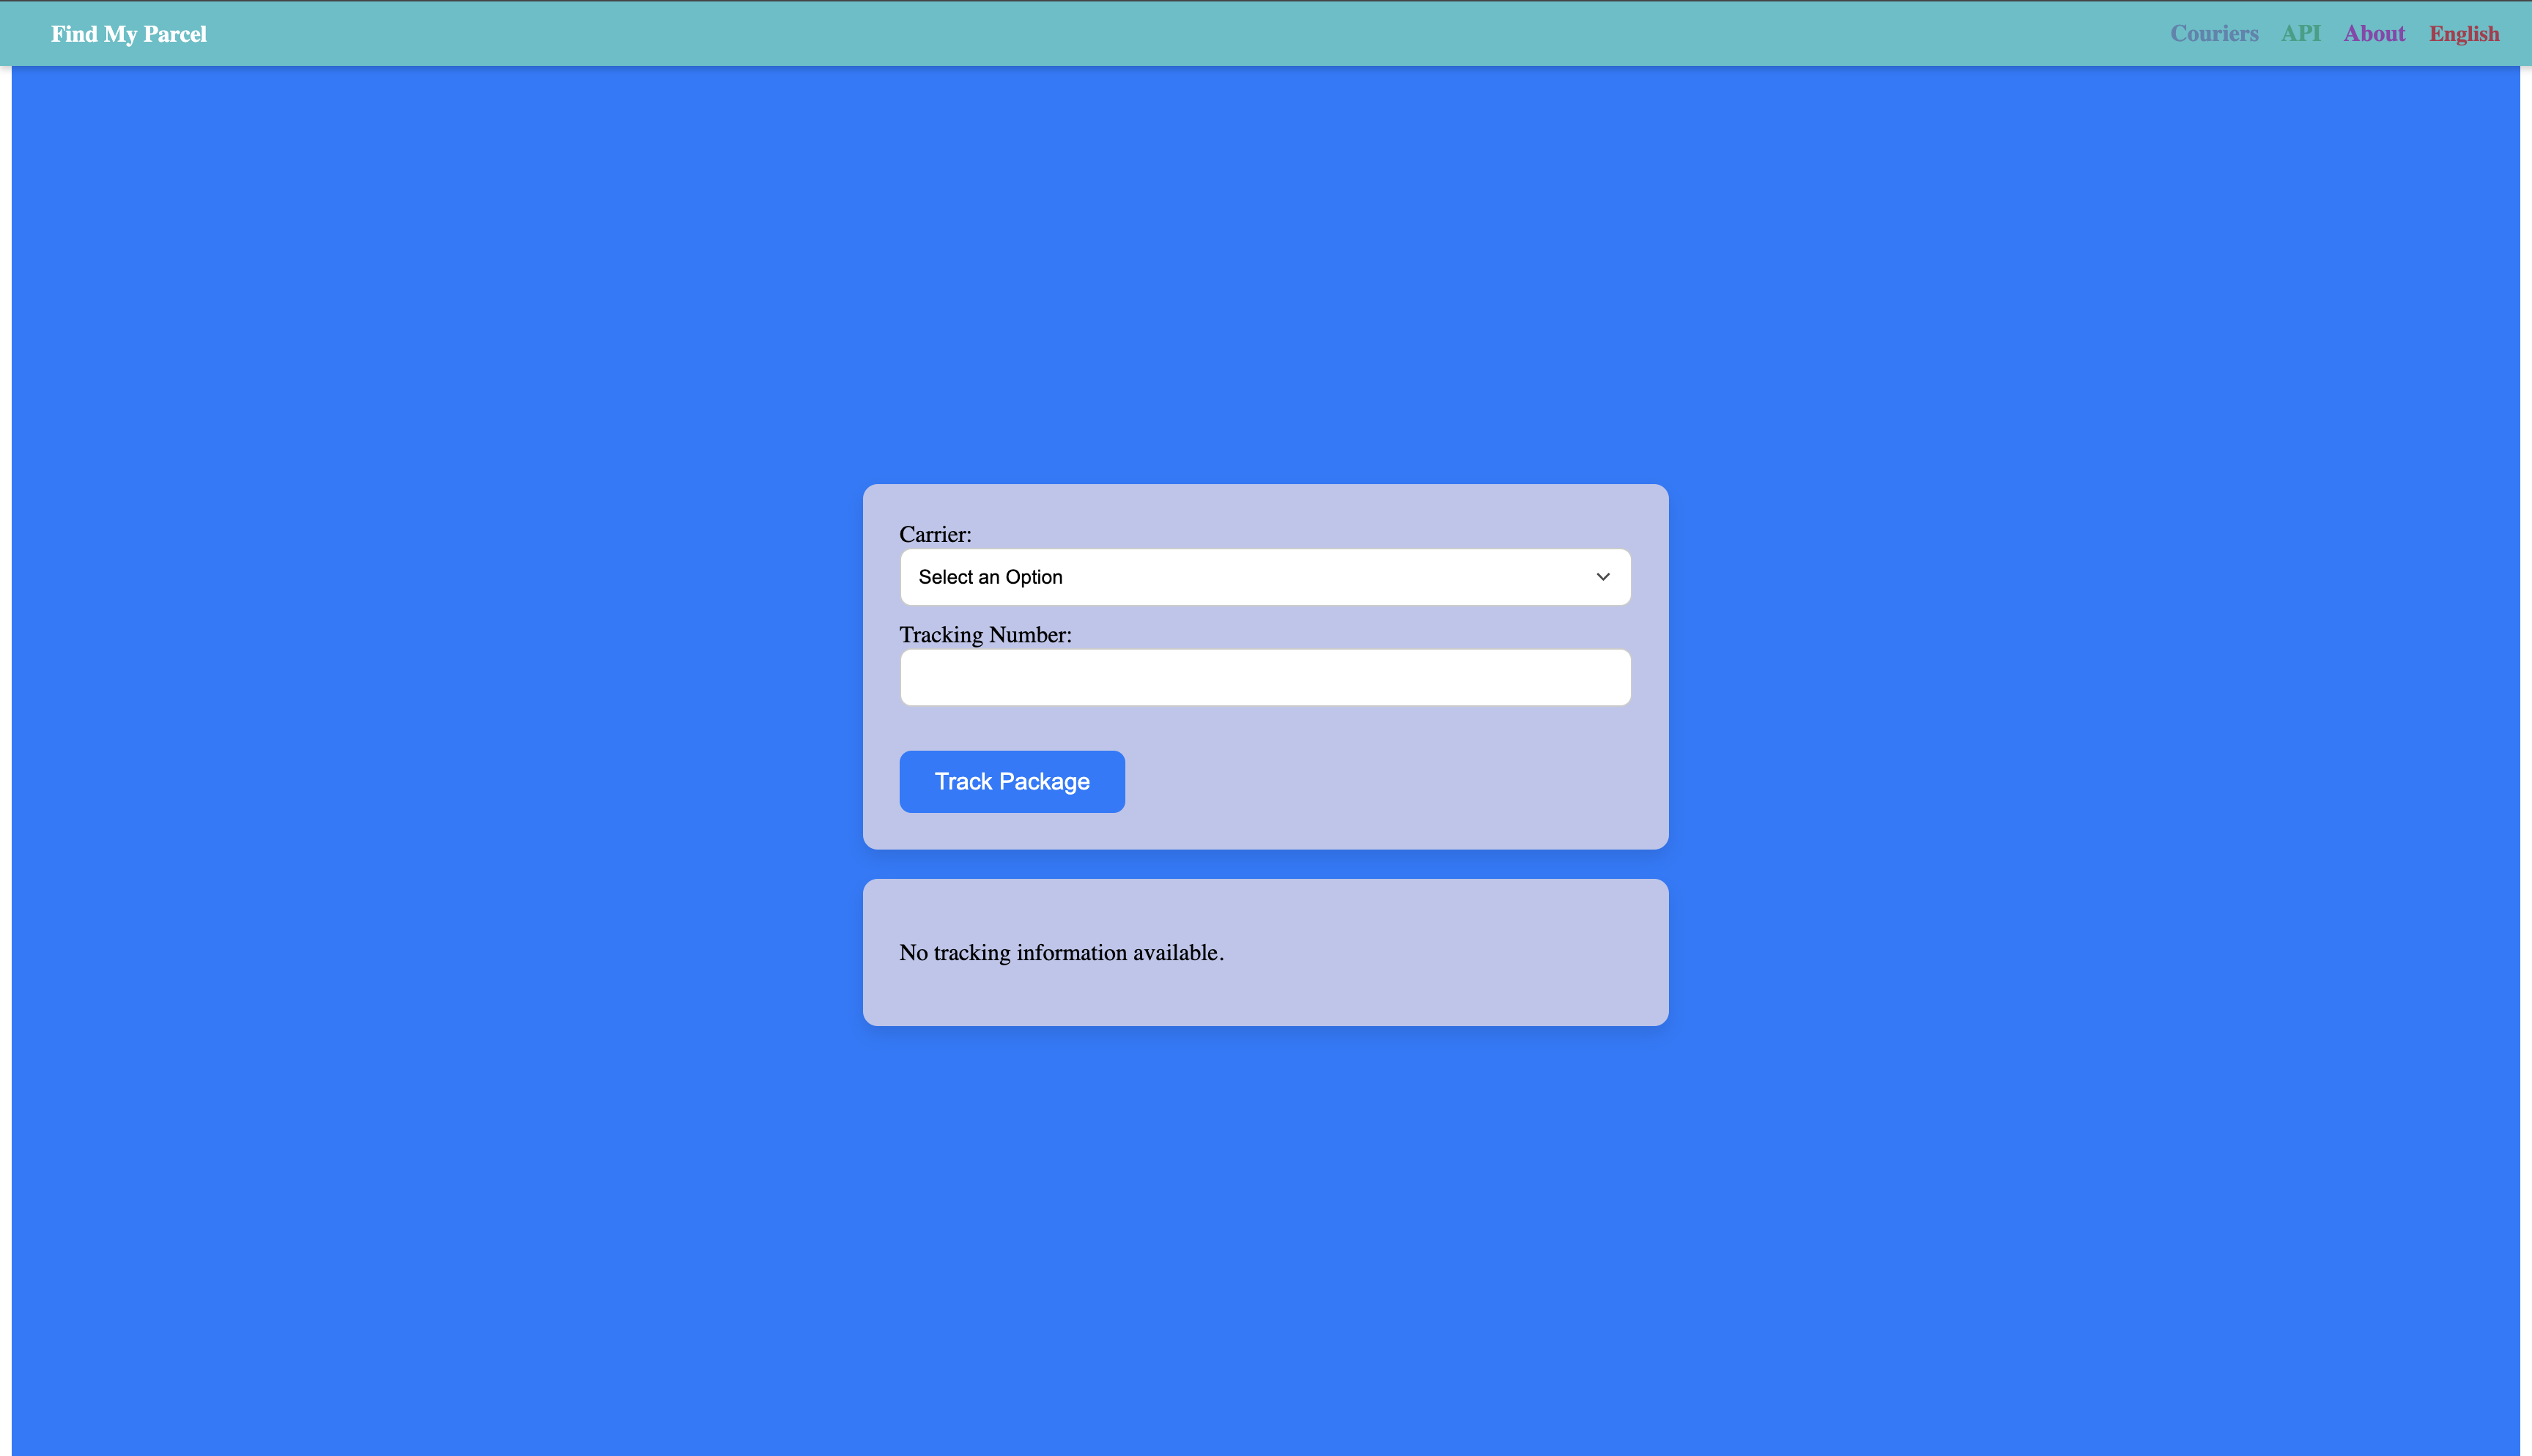 Find My Parcel
Couriers API About English
Carrier:
Select an Option
Tracking Number:
Track Package
No tracking information available.